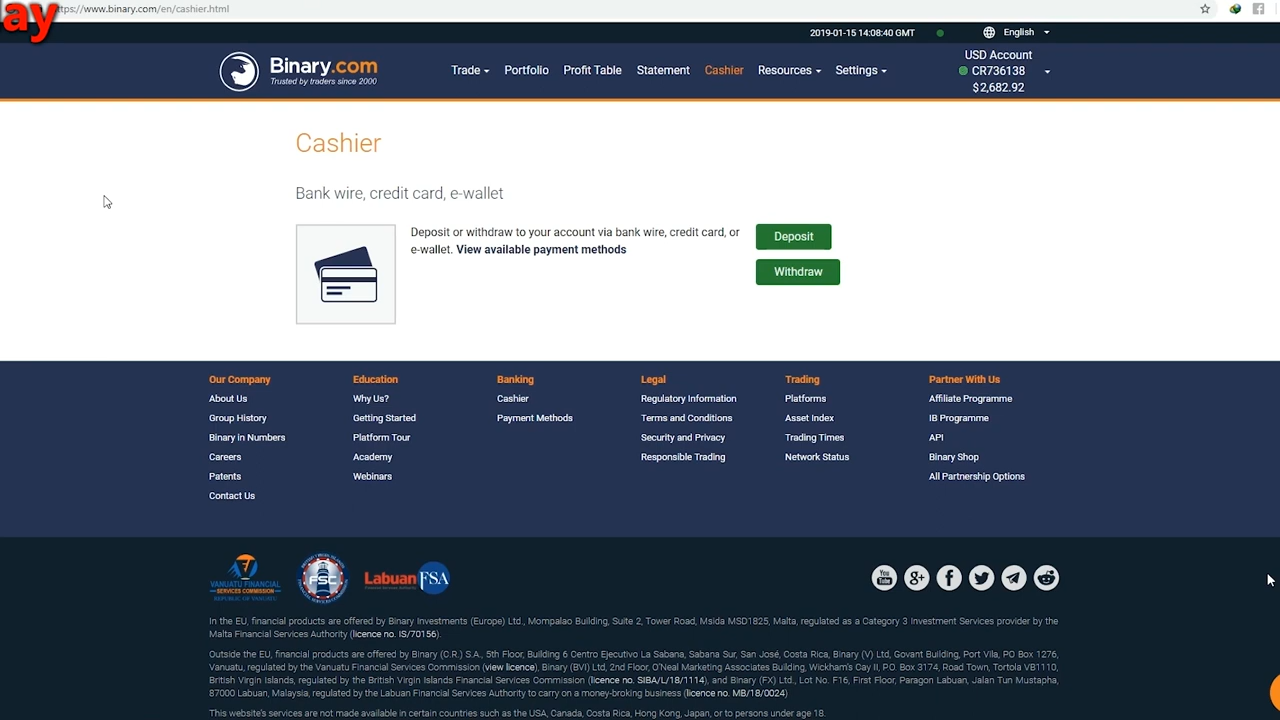 ay
ttps://www.binary.com/en/cashier.html
2019-01-15 14:08:40 GMT
English
Binary.com
Trusted by traders since 2000
Trade
Portfolio
Profit Table
Statement
Cashier
Resources
Settings
USD Account
CR736138
$2,682.92
Cashier
Bank wire, credit card, e-wallet
Deposit or withdraw to your account via bank wire, credit card, or
e-wallet. View available payment methods
Deposit
Withdraw
Our Company
About Us
Group History
Binary in Numbers
Careers
Patents
Contact Us
Education
Why Us?
Getting Started
Platform Tour
Academy
Webinars
Banking
Cashier
Payment Methods
Legal
Regulatory Information
Terms and Conditions
Security and Privacy
Responsible Trading
Trading
Platforms
Asset Index
Trading Times
Network Status
Partner With Us
Affiliate Programme
IB Programme
API
Binary Shop
All Partnership Options
VANUATU FINANCIAL
SERVICES COMMISSION
REPUBLIC OF VANUATU
FSC
Labuan FSA
You Tube
g+
In the EU, financial products are offered by Binary Investments (Europe) Ltd., Mompalao Building, Suite 2, Tower Road, Msida MSD1825, Malta, regulated as a Category 3 Investment Services provider by the
Malta Financial Services Authority (licence no. IS/70156).
Outside the EU, financial products are offered by Binary (C.R.) S.A., 5th Floor, Building 6 Centro Ejecutivo La Sabana, Sabana Sur, San José, Costa Rica, Binary (V) Ltd, Govant Building, Port Vila, PO Box 1276,
Vanuatu, regulated by the Vanuatu Financial Services Commission (view licence), Binary (BVI) Ltd, 2nd Floor, O'Neal Marketing Associates Building, Wickham's Cay II, P.O. Box 3174, Road Town, Tortola VG1110,
British Virgin Islands, regulated by the British Virgin Islands Financial Services Commission (licence no. SIBA/L/18/1114), and Binary (FX) Ltd., Lot No. F16, First Floor, Paragon Labuan, Jalan Tun Mustapha,
87000 Labuan, Malaysia, regulated by the Labuan Financial Services Authority to carry on a money-broking business (licence no. MB/18/0024)
This website's services are not made available in certain countries such as the USA, Canada, Costa Rica, Hong Kong, Japan, or to persons under age 18.